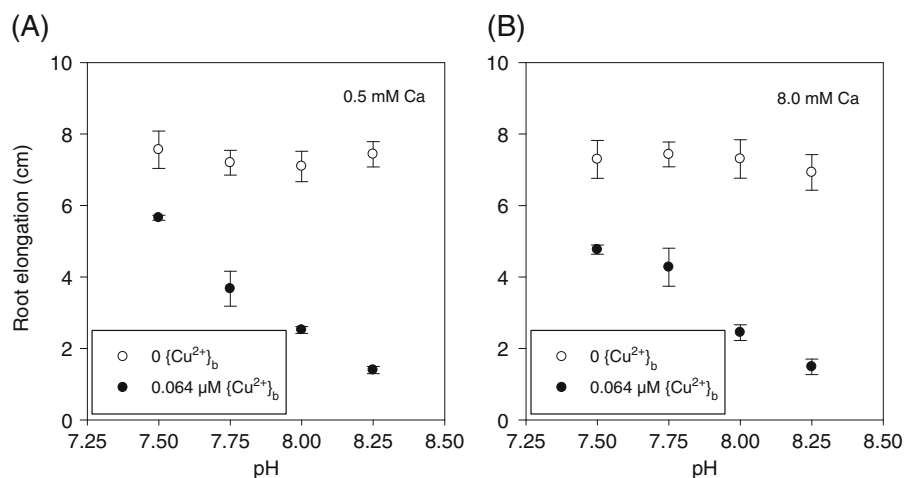 (A)
(B)
0.5 mM Ca
8.0 mM Ca
Root elongation (cm)
10
8
6
4
2
0
7.25 7.50 7.75 8.00 8.25 8.50
pH
0 {Cu²⁺}b
0.064 μM {Cu²⁺}b
10
8
6
4
2
0
7.25 7.50 7.75 8.00 8.25 8.50
pH
0 {Cu²⁺}b
0.064 μM {Cu²⁺}b